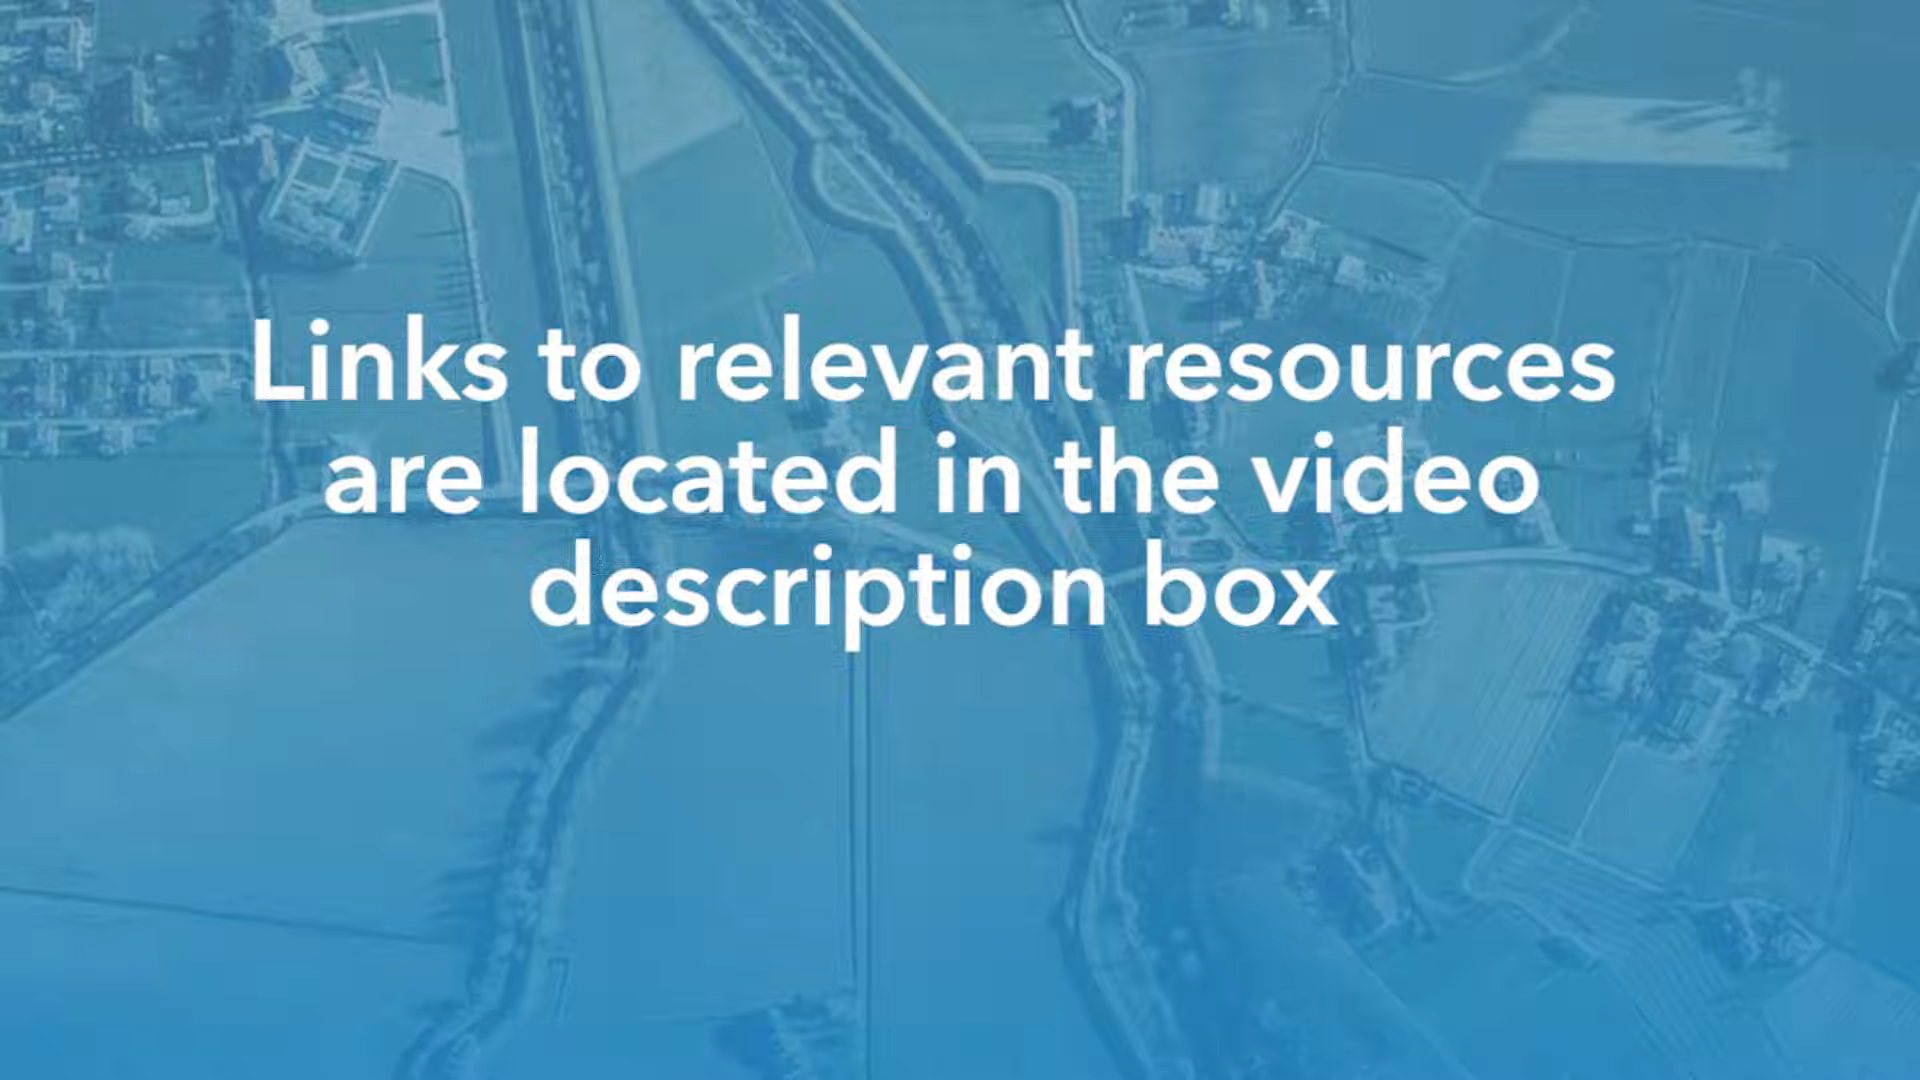 Links to relevant resources
are located in the video
description box